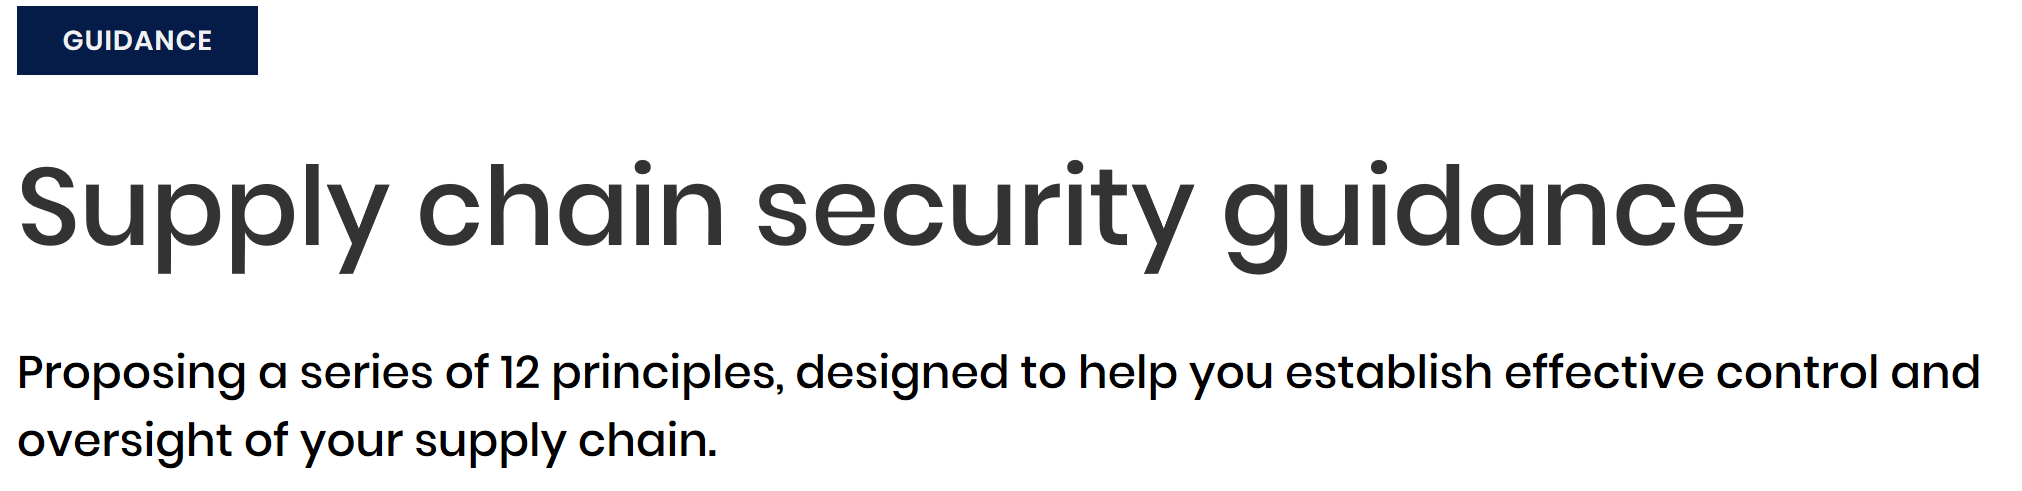 GUIDANCE
Supply chain security guidance
Proposing a series of 12 principles, designed to help you establish effective control and
oversight of your supply chain.